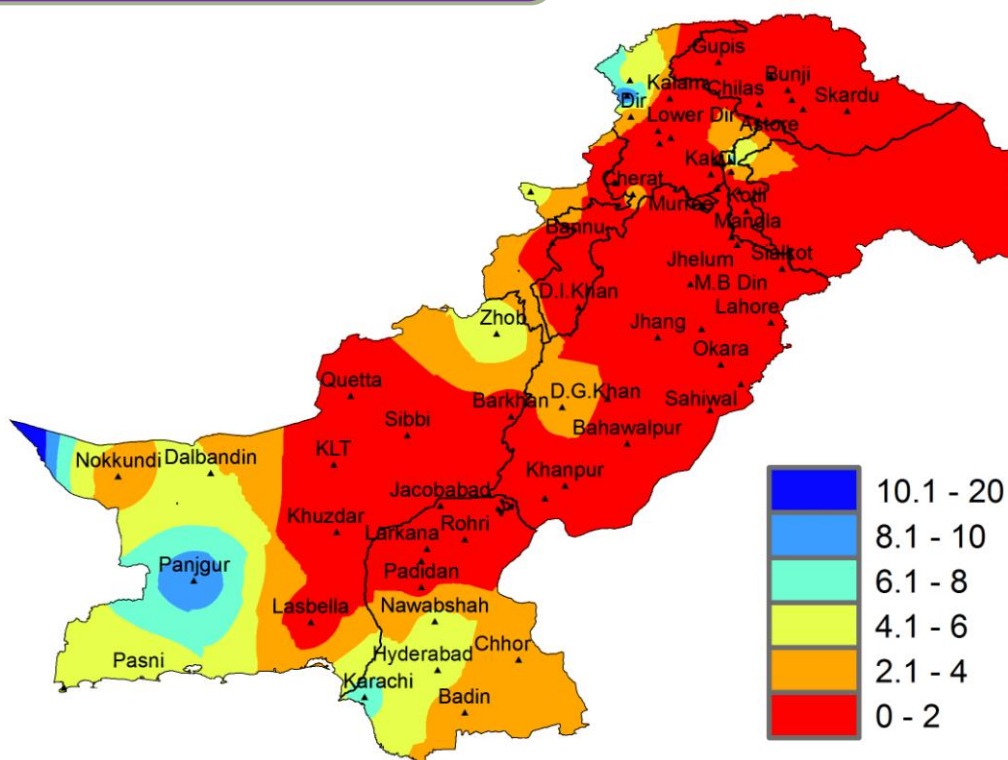 Gupis
Bunji
Kalam
Chilas
Skardu
Dir
Lower Dir
Astore
Cherat
Murree
Kotli
Bannu
Mangla
Jhelum
Sialkot
M.B Din
D.I.Khan
Lahore
Zhob
Jhang
Okara
Quetta
Barkhan
D.G.Khan
Sahiwal
Sibbi
Bahawalpur
KLT
Nokkundi
Dalbandin
Khanpur
Jacobabad
Khuzdar
Larkana
Rohri
Panjgur
Padidan
Lasbella
Nawabshah
Chhor
Pasni
Hyderabad
Karachi
Badin
10.1 - 20
8.1 - 10
6.1 - 8
4.1 - 6
2.1 - 4
0 - 2